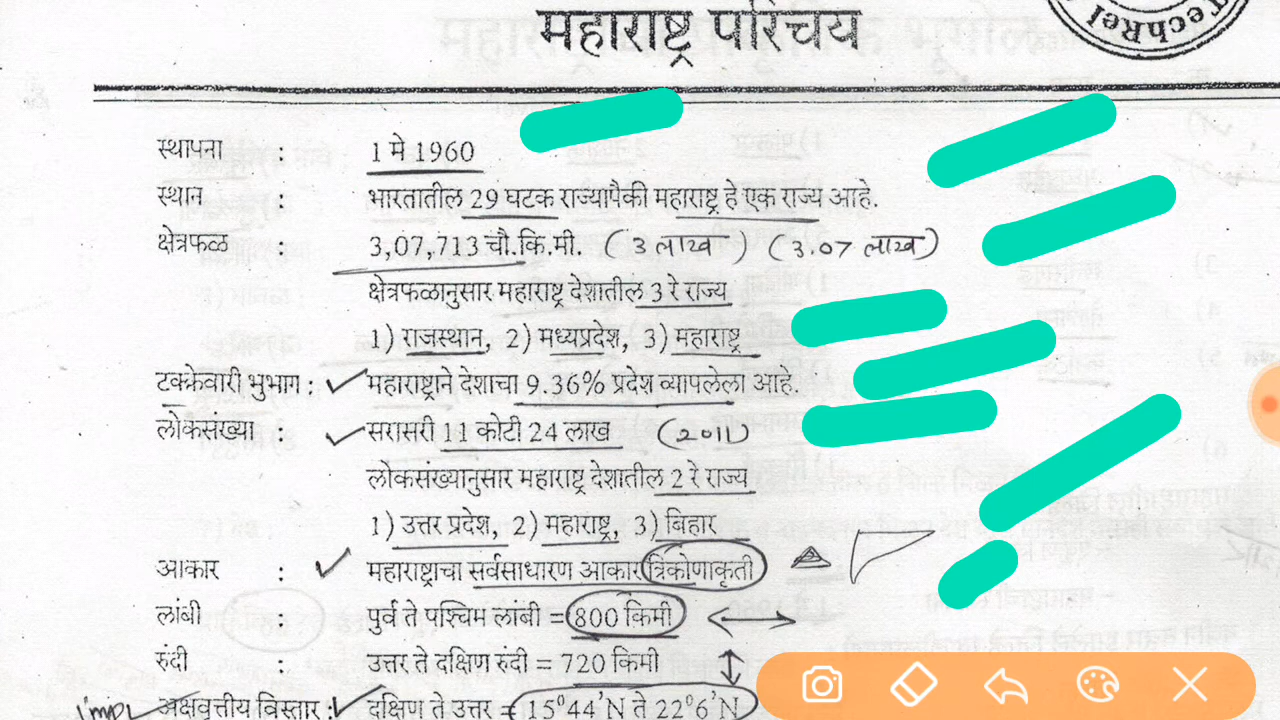 महाराष्ट्र परिचय
TechRel
स्थापना : 1 मे 1960
स्थान : भारतातील 29 घटक राज्यापैकी महाराष्ट्र हे एक राज्य आहे.
क्षेत्रफळ : 3,07,713 चौ.कि.मी. (3 लाख) (3.07 लाख)
क्षेत्रफळानुसार महाराष्ट्र देशातील 3 रे राज्य
1) राजस्थान, 2) मध्यप्रदेश, 3) महाराष्ट्र
टक्केवारी भुभाग : महाराष्ट्राने देशाचा 9.36% प्रदेश व्यापलेला आहे.
लोकसंख्या : सरासरी 11 कोटी 24 लाख (2011)
लोकसंख्यानुसार महाराष्ट्र देशातील 2 रे राज्य
1) उत्तर प्रदेश, 2) महाराष्ट्र, 3) बिहार
आकार : महाराष्ट्राचा सर्वसाधारण आकार त्रिकोणाकृती
लांबी : पुर्व ते पश्चिम लांबी = 800 किमी
रुंदी : उत्तर ते दक्षिण रुंदी = 720 किमी
imp अक्षवृत्तीय विस्तार : दक्षिण ते उत्तर = 15°44'N ते 22°6'N